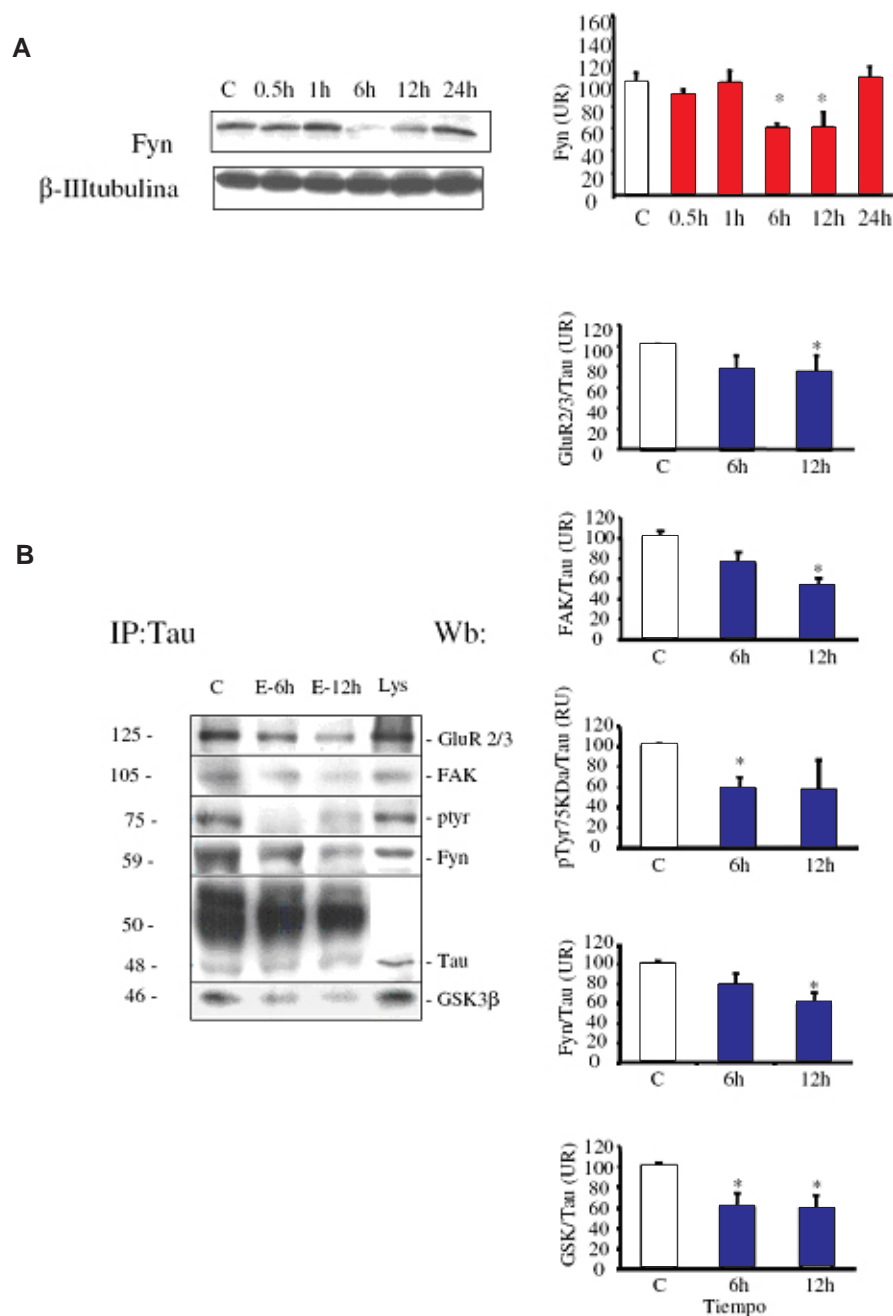 A
C 0.5h 1h 6h 12h 24h
Fyn
β-IIItubulina
Fyn (UR)
160
140
120
100
80
60
40
20
0
* *
C 0.5h 1h 6h 12h 24h
GluR2/3/Tau (UR)
120
100
80
60
40
20
0
*
C 6h 12h
B
FAK/Tau (UR)
120
100
80
60
40
20
0
*
C 6h 12h
IP:Tau Wb:
C E-6h E-12h Lys
125 - - GluR 2/3
105 - - FAK
75 - - ptyr
59 - - Fyn
50 -
48 - - Tau
46 - - GSK3β
pTyr75KDa/Tau (RU)
120
100
80
60
40
20
0
*
C 6h 12h
Fyn/Tau (UR)
120
100
80
60
40
20
0
*
C 6h 12h
GSK/Tau (UR)
120
100
80
60
40
20
0
* *
C 6h 12h
Tiempo